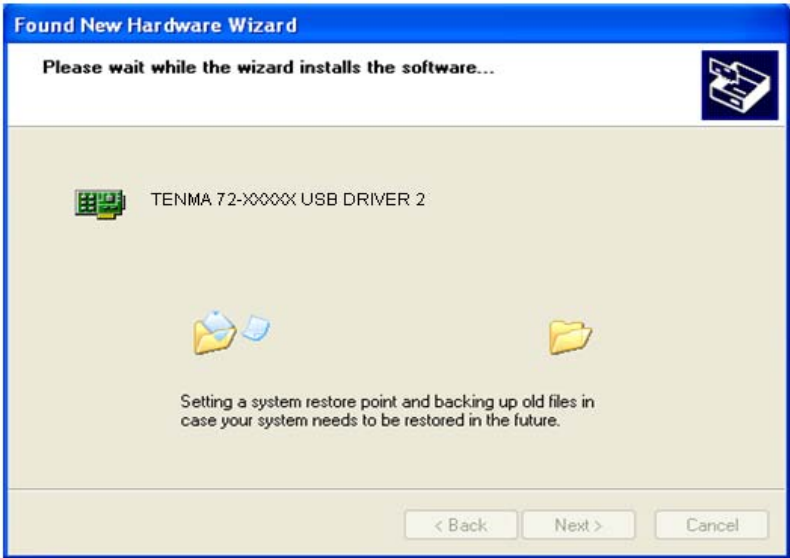 Found New Hardware Wizard
Please wait while the wizard installs the software...
TENMA 72-XXXXX USB DRIVER 2
Setting a system restore point and backing up old files in
case your system needs to be restored in the future.
< Back Next > Cancel